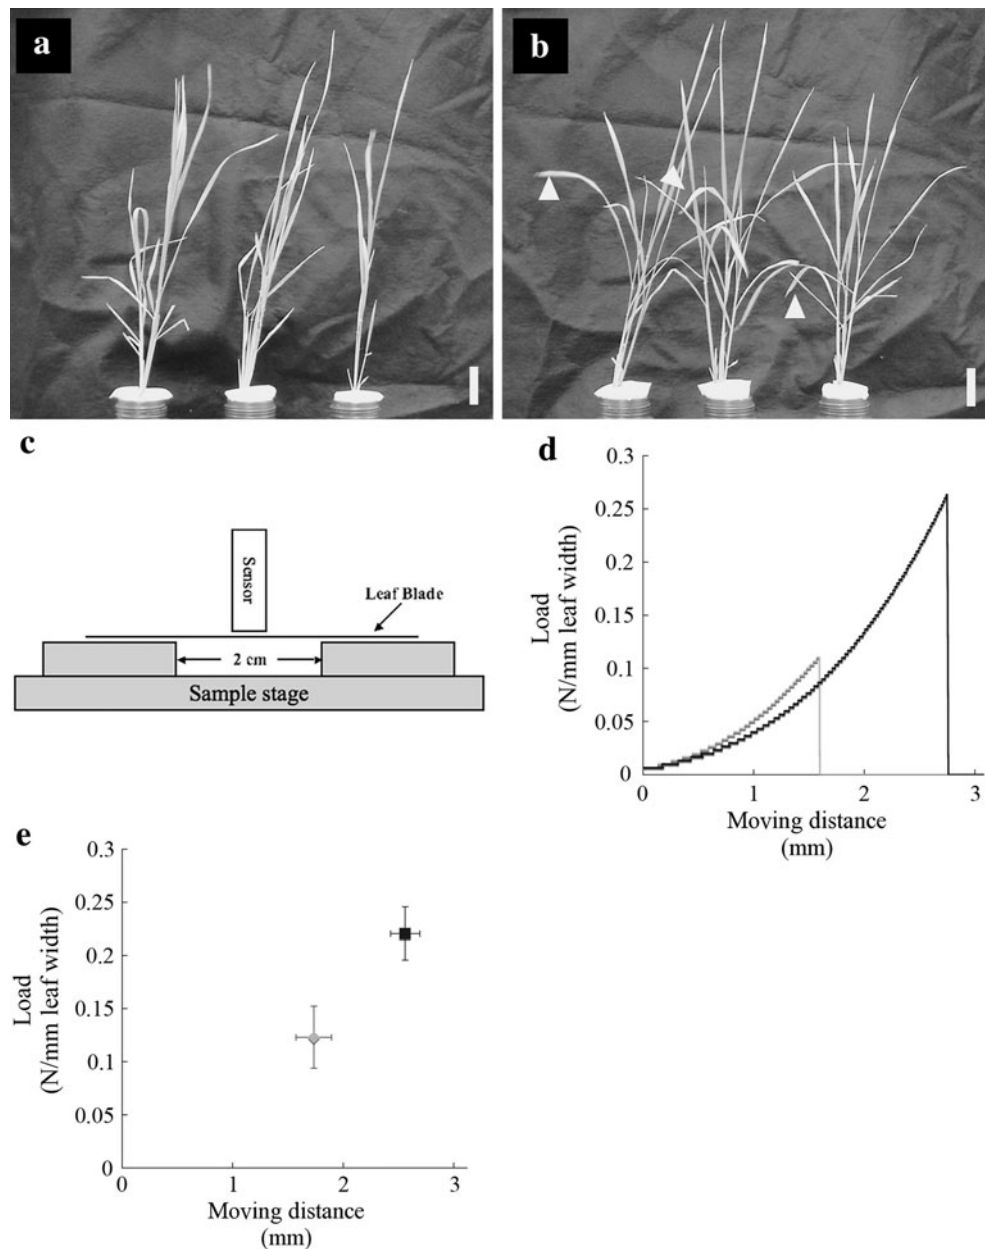 a
b
c
Sensor
Leaf Blade
2 cm
Sample stage
d
0.3
0.25
0.2
0.15
0.1
0.05
0
Load
(N/mm leaf width)
0 1 2 3
Moving distance
(mm)
e
0.3
0.25
0.2
0.15
0.1
0.05
0
Load
(N/mm leaf width)
0 1 2 3
Moving distance
(mm)